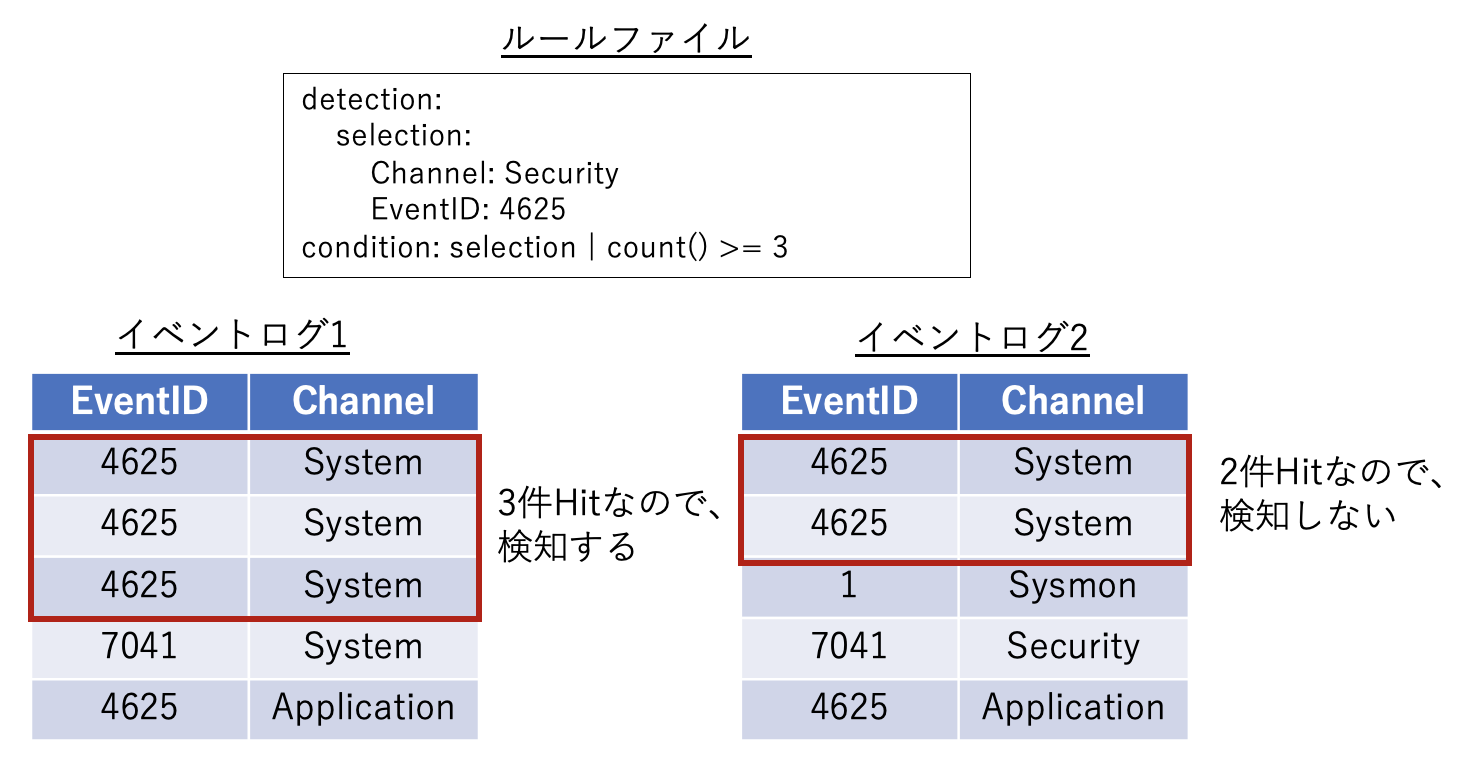 ルールファイル
detection:
selection:
Channel: Security
EventID: 4625
condition: selection | count() >= 3
イベントログ1
EventID Channel
4625 System
4625 System
4625 System
7041 System
4625 Application
3件Hitなので、
検知する
イベントログ2
EventID Channel
4625 System
4625 System
1 Sysmon
7041 Security
4625 Application
2件Hitなので、
検知しない